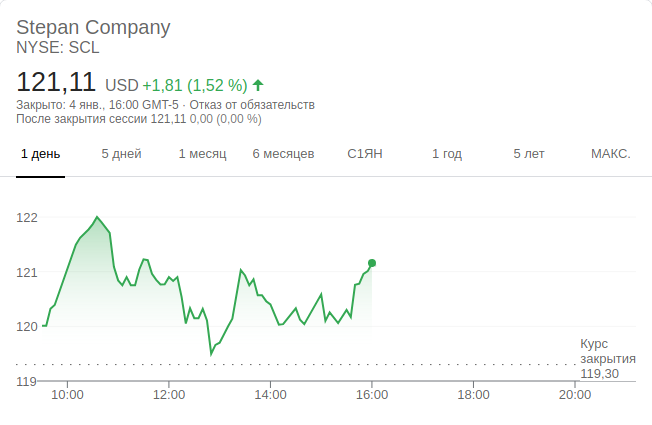 Stepan Company
NYSE: SCL
121,11 USD +1,81 (1,52 %)
Закрыто: 4 янв., 16:00 GMT-5 · Отказ от обязательств
После закрытия сессии 121,11 0,00 (0,00 %)
1 день 5 дней 1 месяц 6 месяцев С1ЯН 1 год 5 лет МАКС.
122
121
120
Курс
закрытия
119,30
119
10:00 12:00 14:00 16:00 18:00 20:00